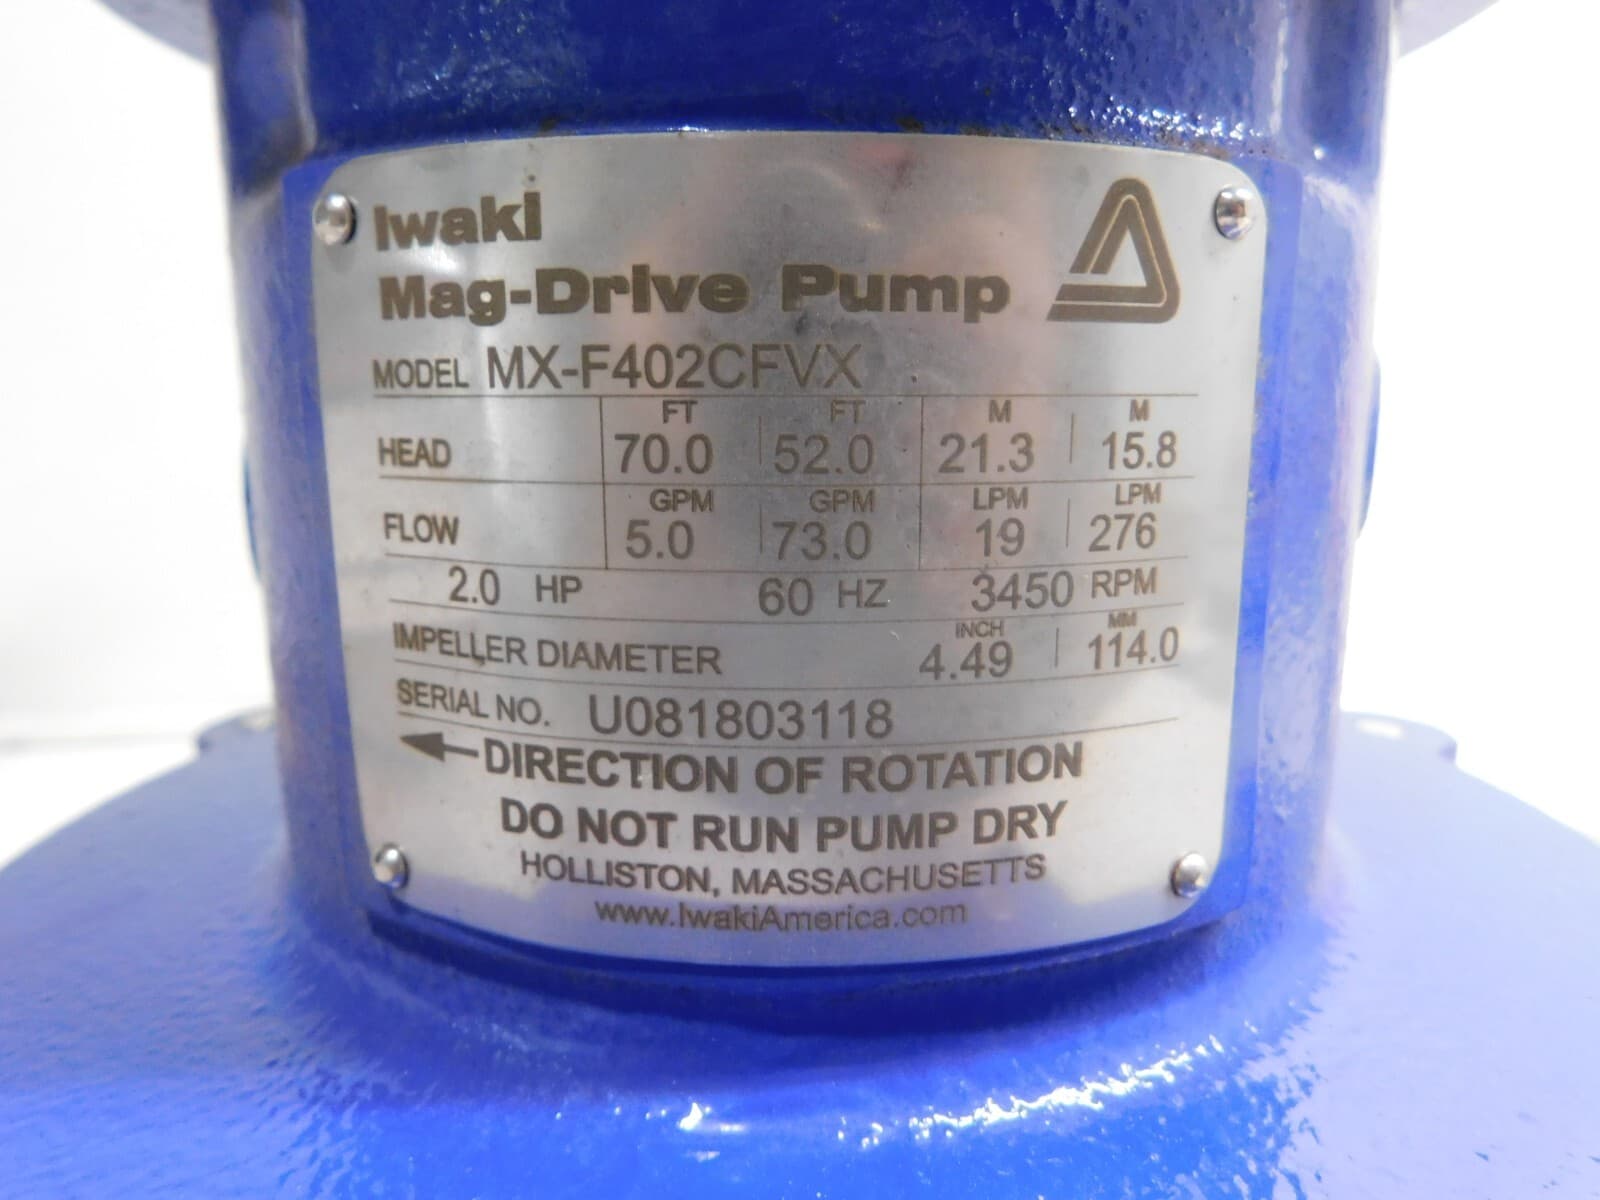 Iwaki
Mag-Drive Pump
MODEL MX-F402CFVX
FT FT M M
HEAD 70.0 52.0 21.3 15.8
GPM GPM LPM LPM
FLOW 5.0 73.0 19 276
2.0 HP 60 HZ 3450 RPM
INCH MM
IMPELLER DIAMETER 4.49 114.0
SERIAL NO. U081803118
DIRECTION OF ROTATION
DO NOT RUN PUMP DRY
HOLLISTON, MASSACHUSETTS
www.IwakiAmerica.com